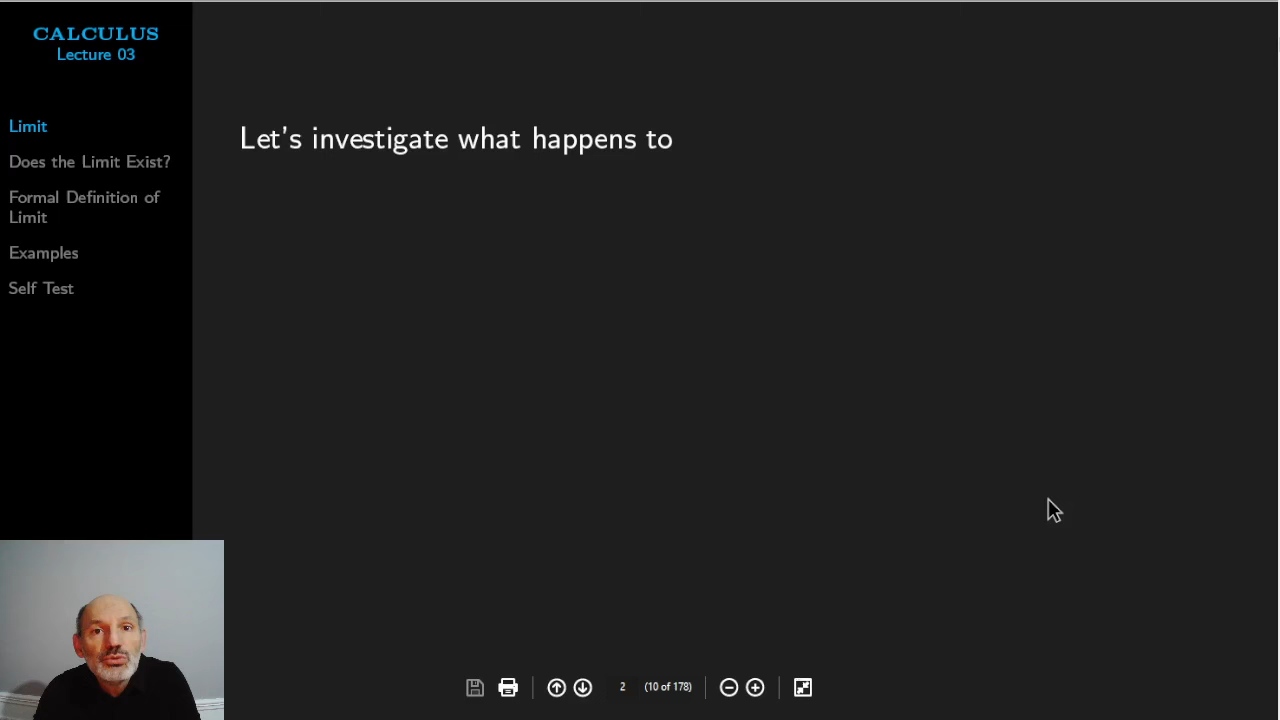 CALCULUS
Lecture 03
Limit
Does the Limit Exist?
Formal Definition of
Limit
Examples
Self Test
Let's investigate what happens to
2 (10 of 178)